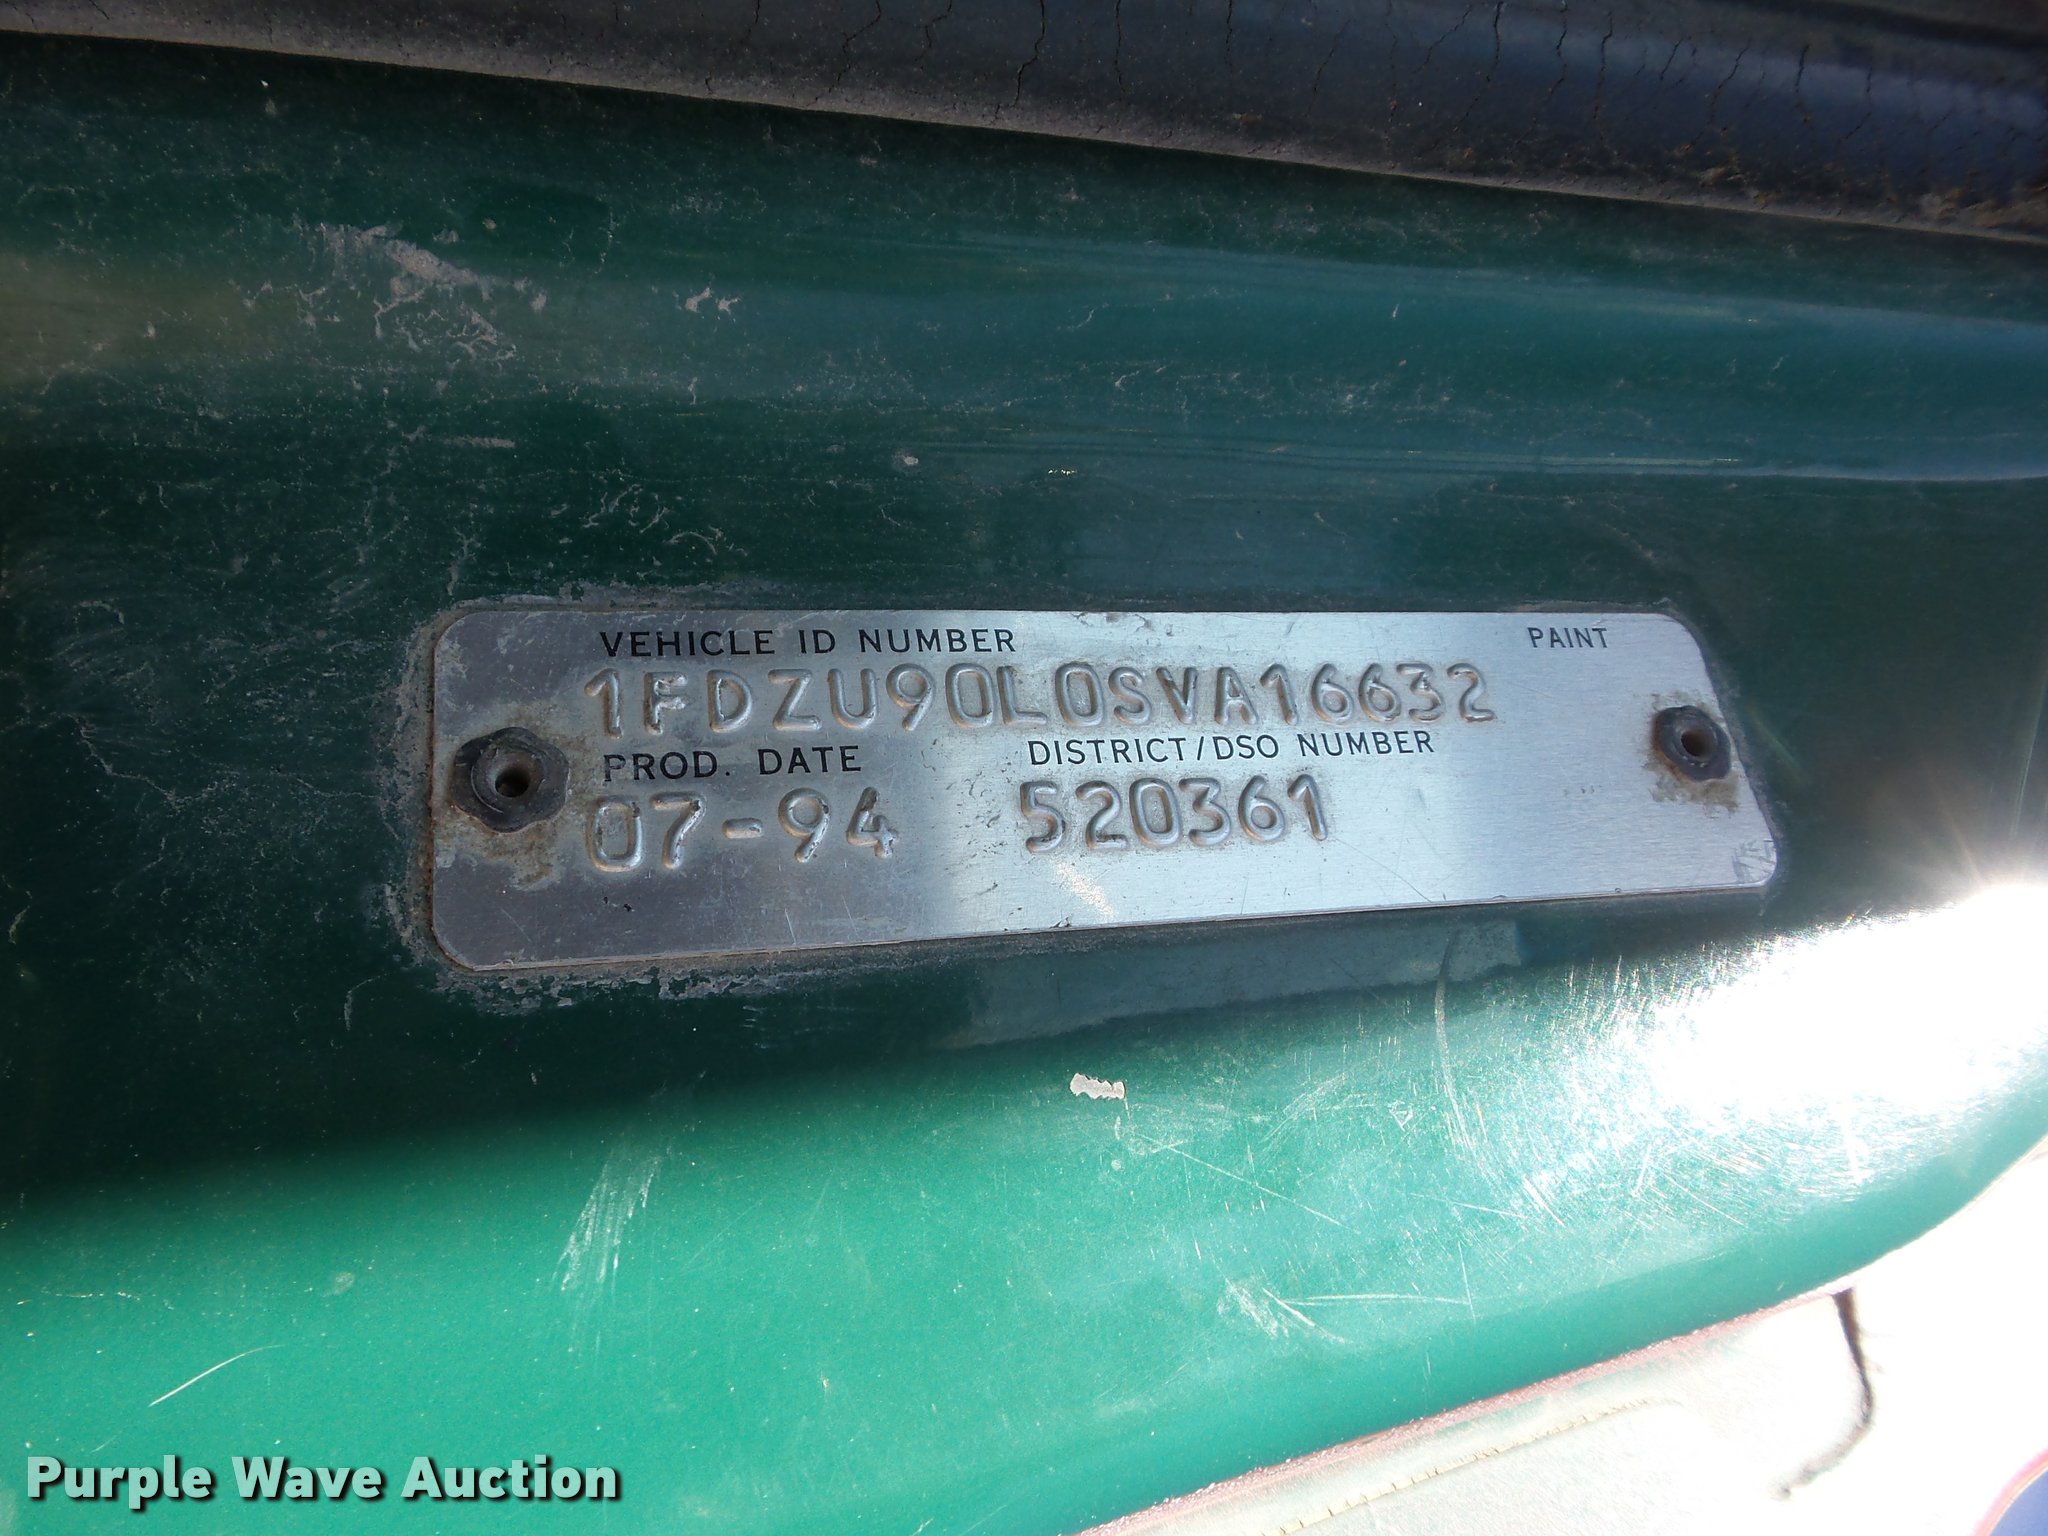 VEHICLE ID NUMBER PAINT
1FDZU90L0SVA16632
PROD. DATE DISTRICT/DSO NUMBER
07-94 520361
Purple Wave Auction